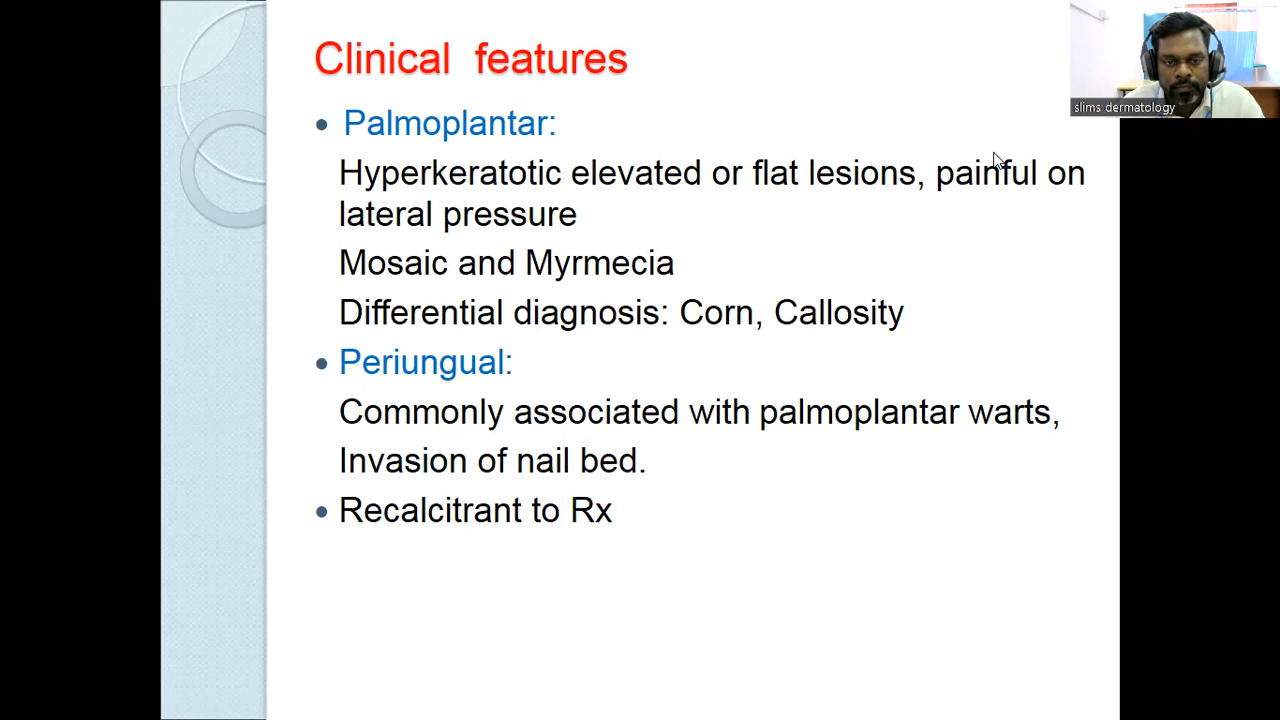 Clinical features
slims dermatology
• Palmoplantar:
Hyperkeratotic elevated or flat lesions, painful on
lateral pressure
Mosaic and Myrmecia
Differential diagnosis: Corn, Callosity
• Periungual:
Commonly associated with palmoplantar warts,
Invasion of nail bed.
• Recalcitrant to Rx